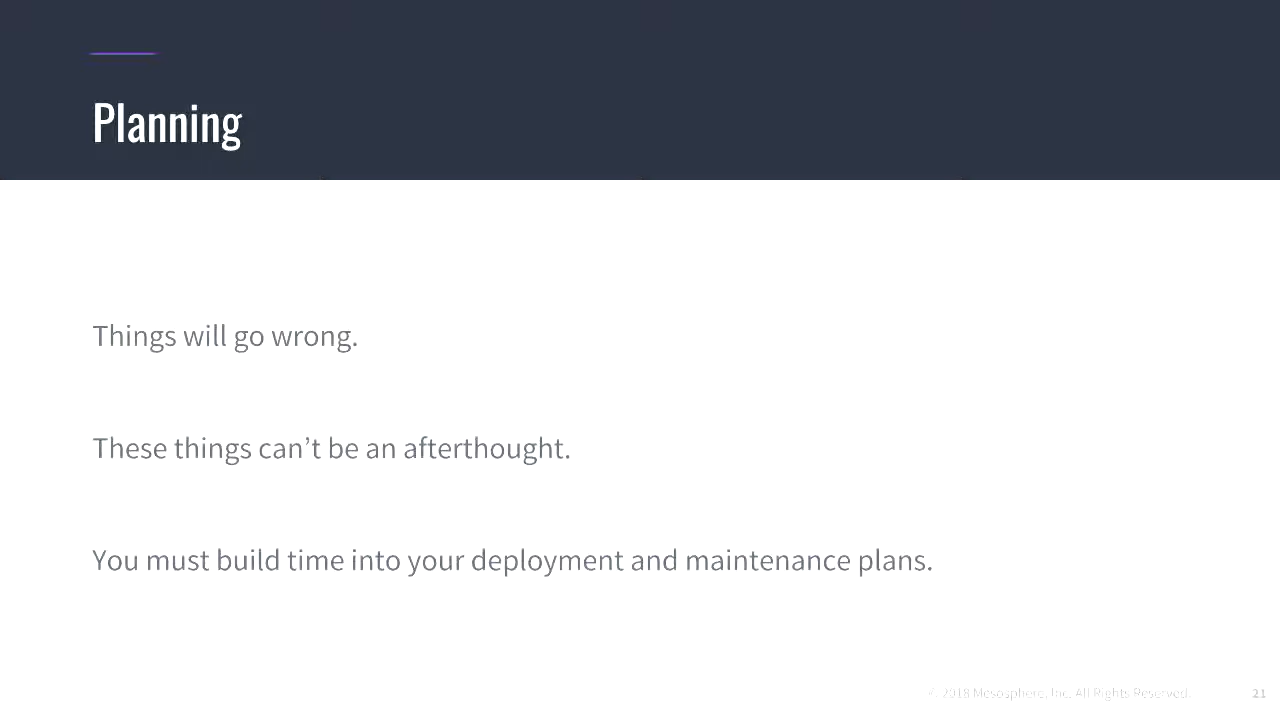 Planning
Things will go wrong.
These things can’t be an afterthought.
You must build time into your deployment and maintenance plans.
© 2018 Mesosphere, Inc. All Rights Reserved.
21